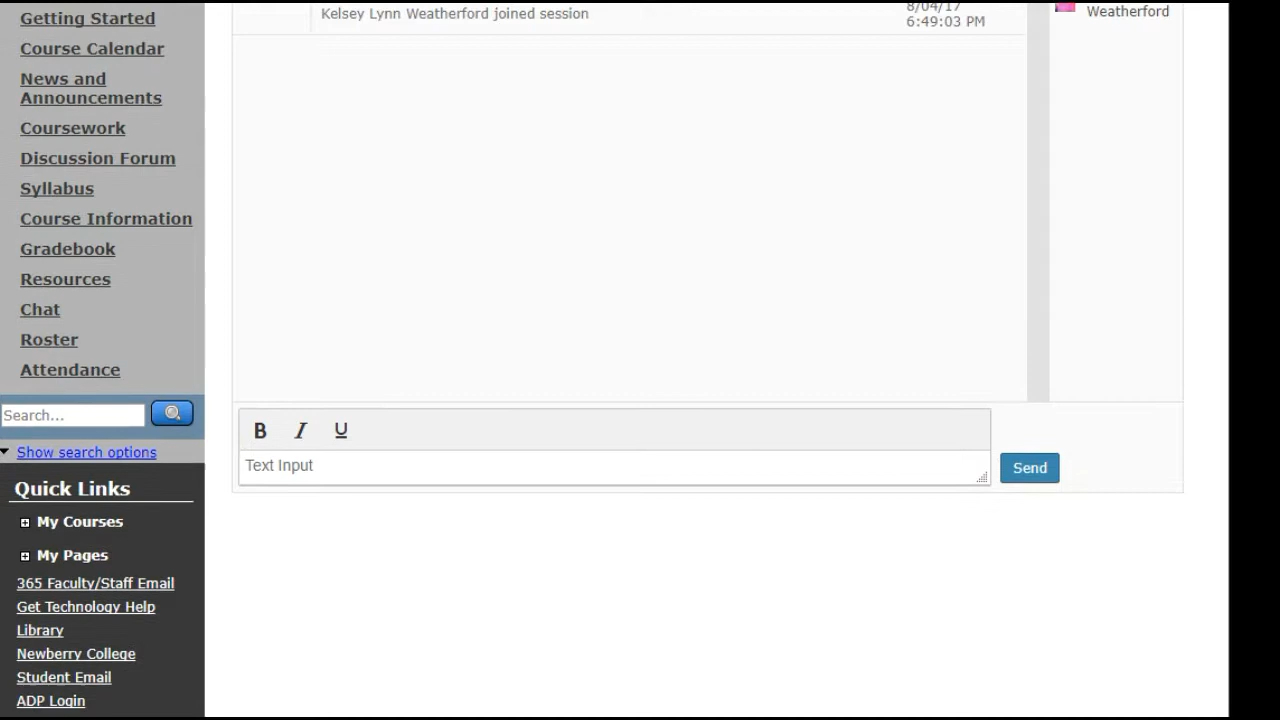 Getting Started
Course Calendar
News and
Announcements
Coursework
Discussion Forum
Syllabus
Course Information
Gradebook
Resources
Chat
Roster
Attendance
Search...
Show search options
Quick Links
My Courses
My Pages
365 Faculty/Staff Email
Get Technology Help
Library
Newberry College
Student Email
ADP Login
Kelsey Lynn Weatherford joined session
8/04/17
6:49:03 PM
Weatherford
B I U
Text Input
Send